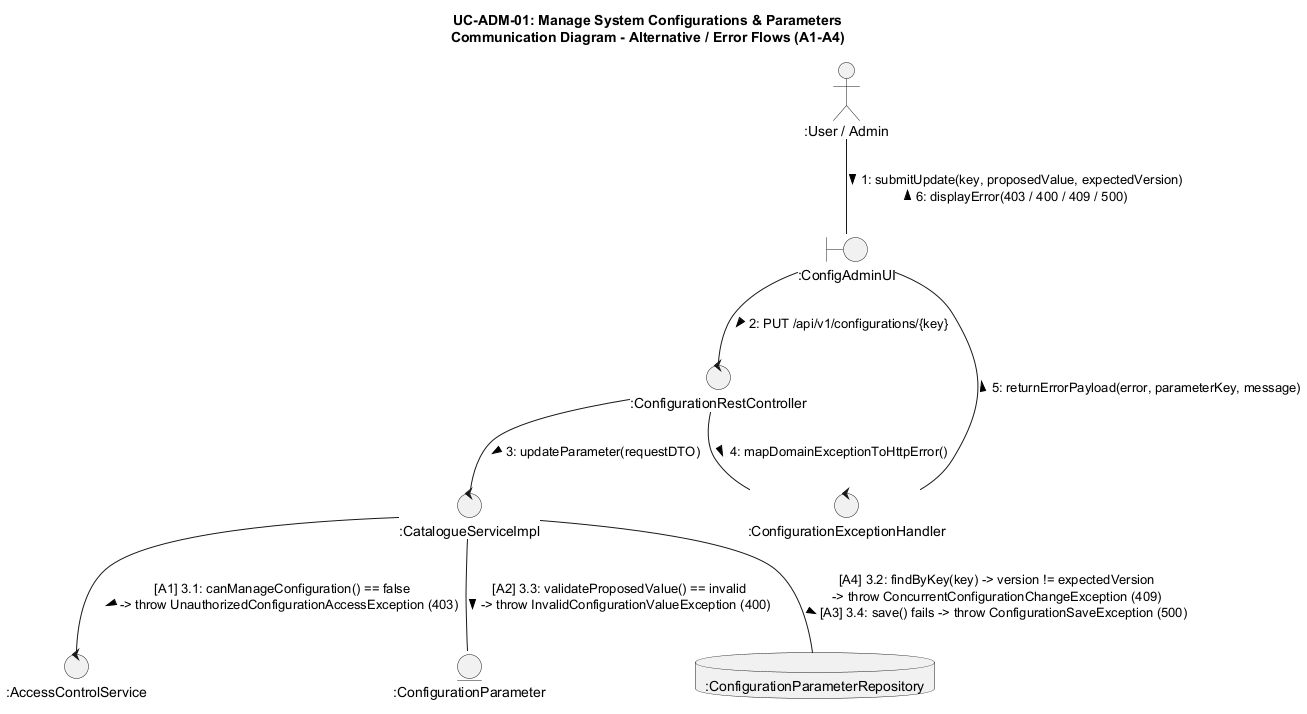 UC-ADM-01: Manage System Configurations & Parameters
Communication Diagram - Alternative / Error Flows (A1-A4)
:User / Admin
1: submitUpdate(key, proposedValue, expectedVersion)
6: displayError(403 / 400 / 409 / 500)
:ConfigAdminUI
2: PUT /api/v1/configurations/{key}
5: returnErrorPayload(error, parameterKey, message)
:ConfigurationRestController
3: updateParameter(requestDTO)
4: mapDomainExceptionToHttpError()
:CatalogueServiceImpl
:ConfigurationExceptionHandler
[A1] 3.1: canManageConfiguration() == false
-> throw UnauthorizedConfigurationAccessException (403)
[A2] 3.3: validateProposedValue() == invalid
-> throw InvalidConfigurationValueException (400)
[A4] 3.2: findByKey(key) -> version != expectedVersion
-> throw ConcurrentConfigurationChangeException (409)
[A3] 3.4: save() fails -> throw ConfigurationSaveException (500)
:AccessControlService
:ConfigurationParameter
:ConfigurationParameterRepository